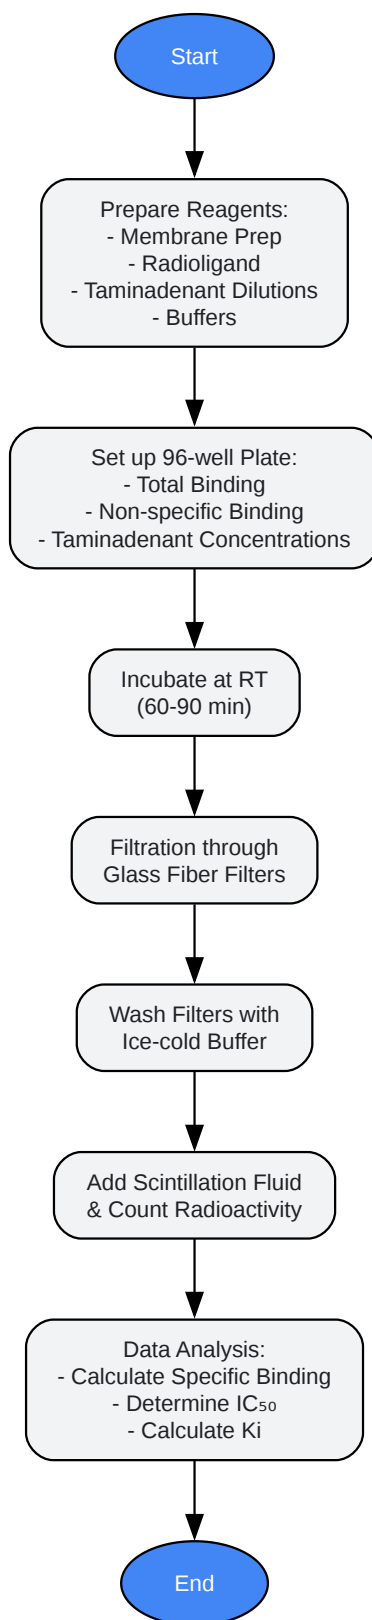 Start
Prepare Reagents:
- Membrane Prep
- Radioligand
- Taminadenant Dilutions
- Buffers
Set up 96-well Plate:
- Total Binding
- Non-specific Binding
- Taminadenant Concentrations
Incubate at RT
(60-90 min)
Filtration through
Glass Fiber Filters
Wash Filters with
Ice-cold Buffer
Add Scintillation Fluid
& Count Radioactivity
Data Analysis:
- Calculate Specific Binding
- Determine IC₅₀
- Calculate Ki
End